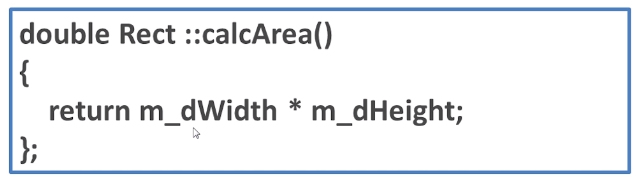 double Rect ::calcArea()
{
return m_dWidth * m_dHeight;
};